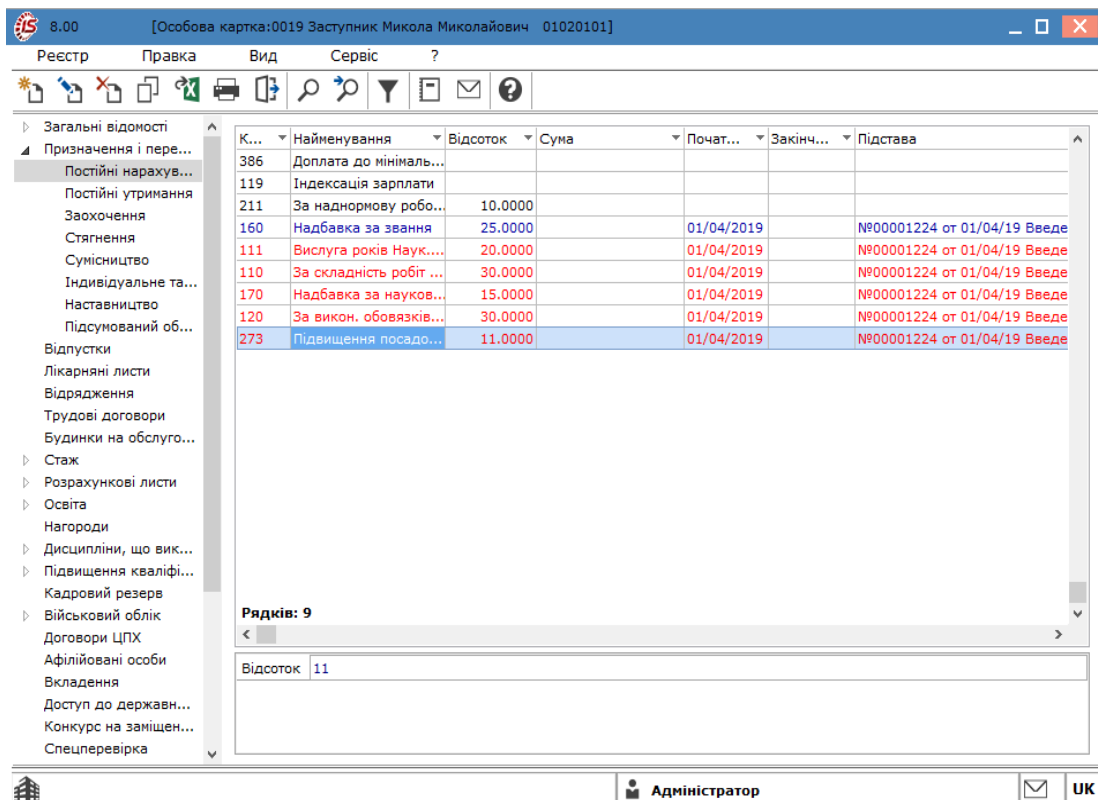 iS 8.00 [Особова картка:0019 Заступник Микола Миколайович 01020101]
Реєстр Правка Вид Сервіс ?
Загальні відомості
Призначення і пере...
Постійні нарахув...
Постійні утримання
Заохочення
Стягнення
Сумісництво
Індивідуальне та...
Наставництво
Підсумований об...
Відпустки
Лікарняні листи
Відрядження
Трудові договори
Будинки на обслуго...
Стаж
Розрахункові листи
Освіта
Нагороди
Дисципліни, що вик...
Підвищення кваліфі...
Кадровий резерв
Військовий облік
Договори ЦПХ
Афілійовані особи
Вкладення
Доступ до державн...
Конкурс на заміщен...
Спецперевірка
К... Найменування Відсоток Сума Почат... Закінч... Підстава
386 Доплата до мінімаль...
119 Індексація зарплати
211 За наднормову робо... 10.0000
160 Надбавка за звання 25.0000 01/04/2019 №00001224 от 01/04/19 Введе
111 Вислуга років Наук.... 20.0000 01/04/2019 №00001224 от 01/04/19 Введе
110 За складність робіт ... 30.0000 01/04/2019 №00001224 от 01/04/19 Введе
170 Надбавка за науков... 15.0000 01/04/2019 №00001224 от 01/04/19 Введе
120 За викон. обовязків... 30.0000 01/04/2019 №00001224 от 01/04/19 Введе
273 Підвищення посадо... 11.0000 01/04/2019 №00001224 от 01/04/19 Введе
Рядків: 9
Відсоток 11
Адміністратор UK